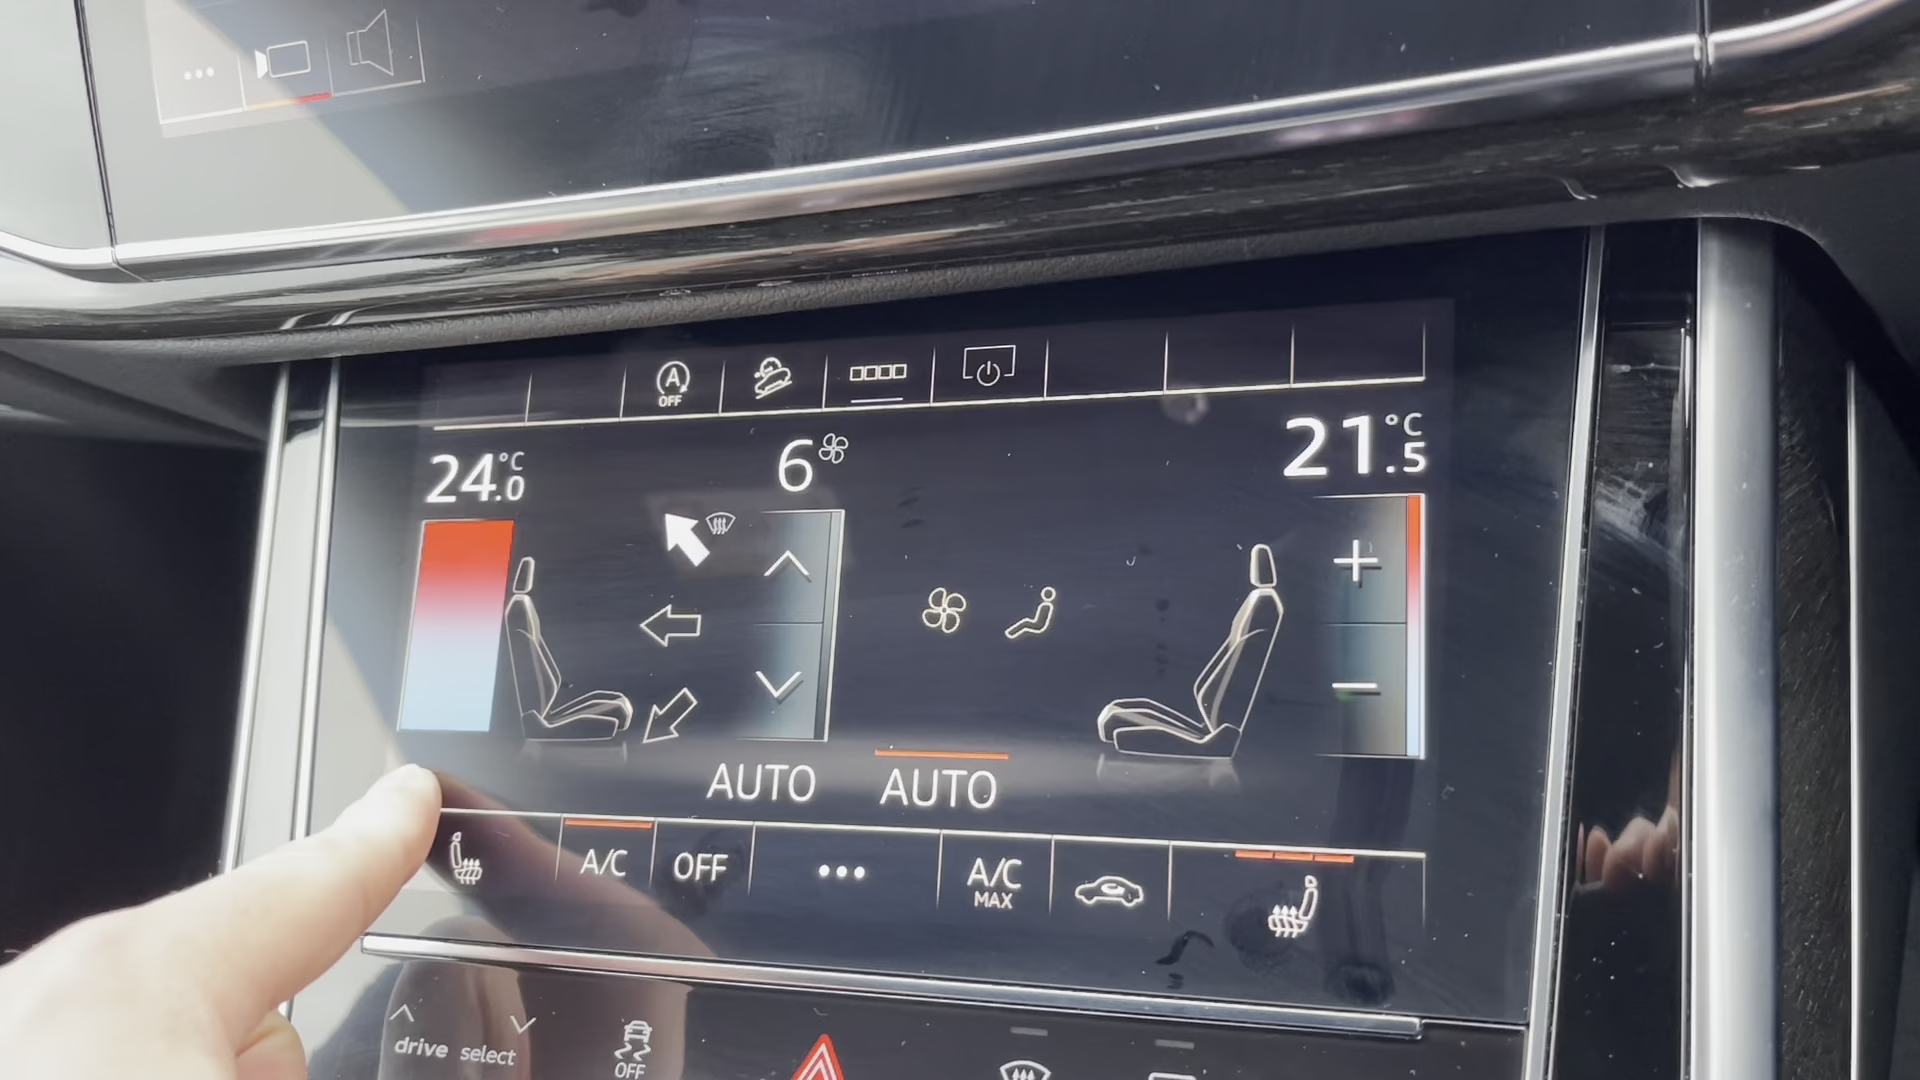 A
OFF
24.0 °C
6
21.5 °C
AUTO
AUTO
A/C
OFF
A/C
MAX
drive select
OFF